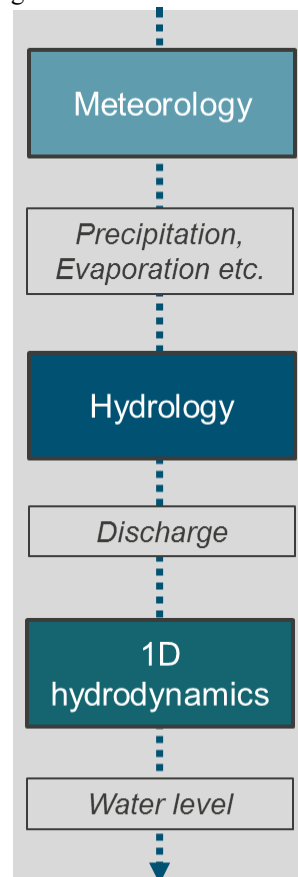 Meteorology
Precipitation,
Evaporation etc.
Hydrology
Discharge
1D
hydrodynamics
Water level